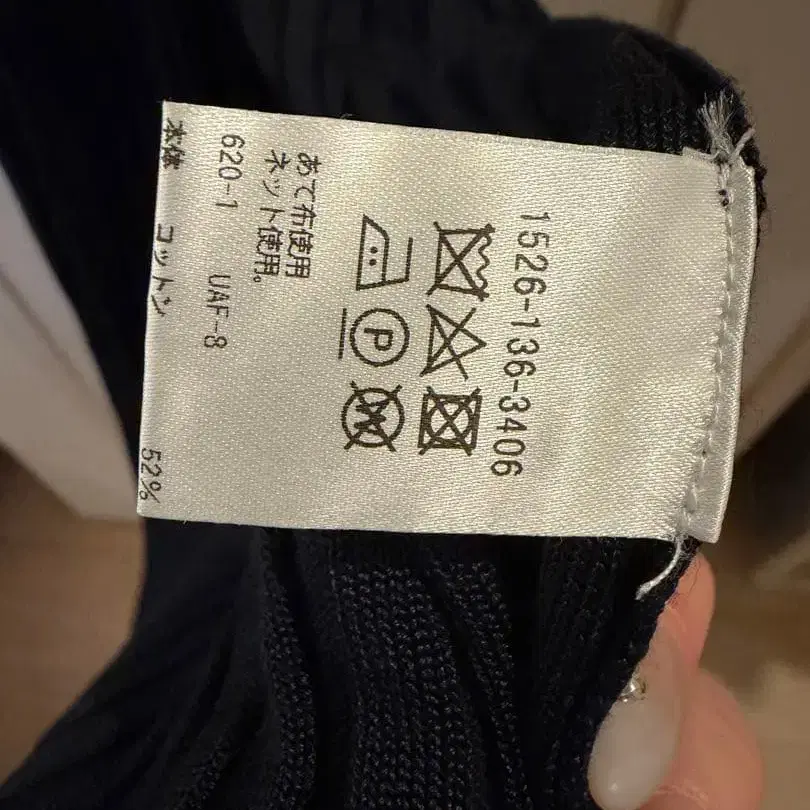 1526-136-3406
P
W
あて布使用
ネット使用。
620-1 UAF-8
本体 コットン 52%